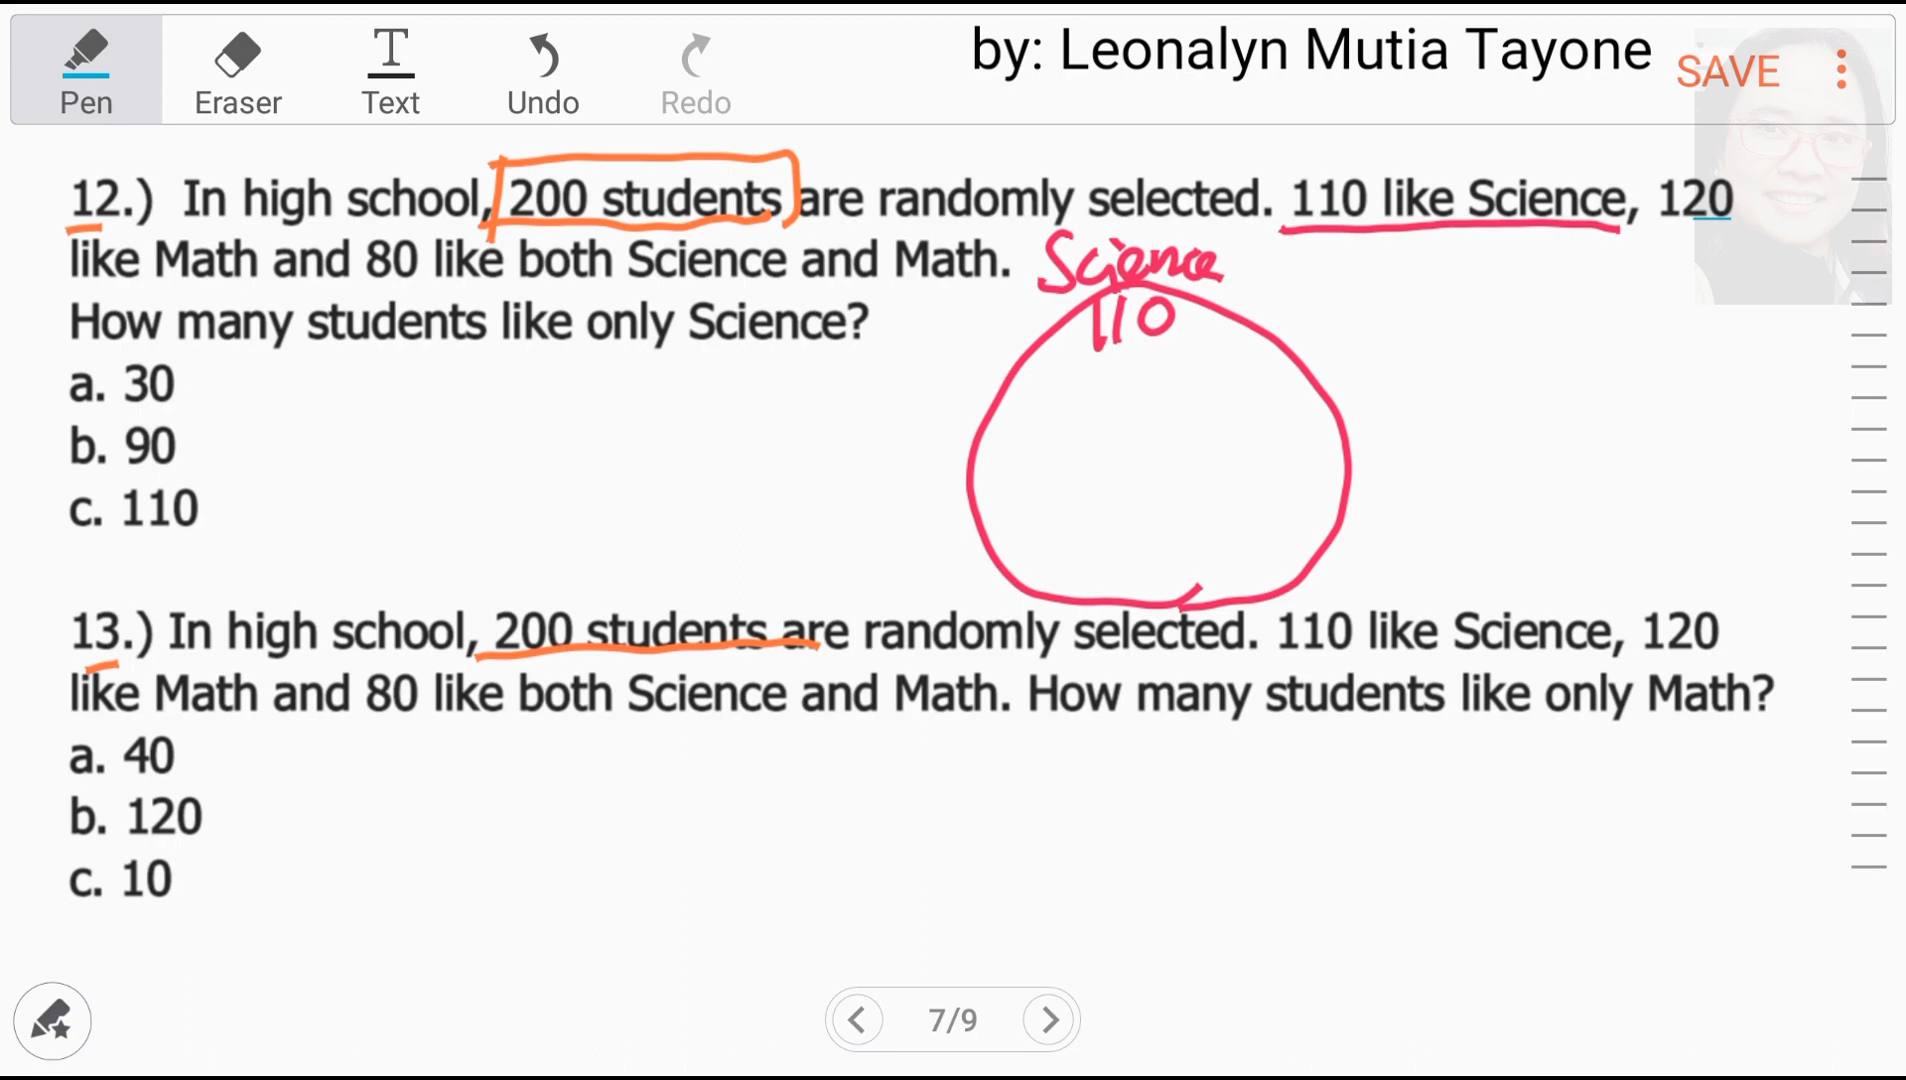 by: Leonalyn Mutia Tayone
SAVE
Pen
Eraser
Text
Undo
Redo
12.) In high school, 200 students are randomly selected. 110 like Science, 120
like Math and 80 like both Science and Math.
Science
How many students like only Science?
110
a. 30
b. 90
c. 110
13.) In high school, 200 students are randomly selected. 110 like Science, 120
like Math and 80 like both Science and Math. How many students like only Math?
a. 40
b. 120
c. 10
7/9